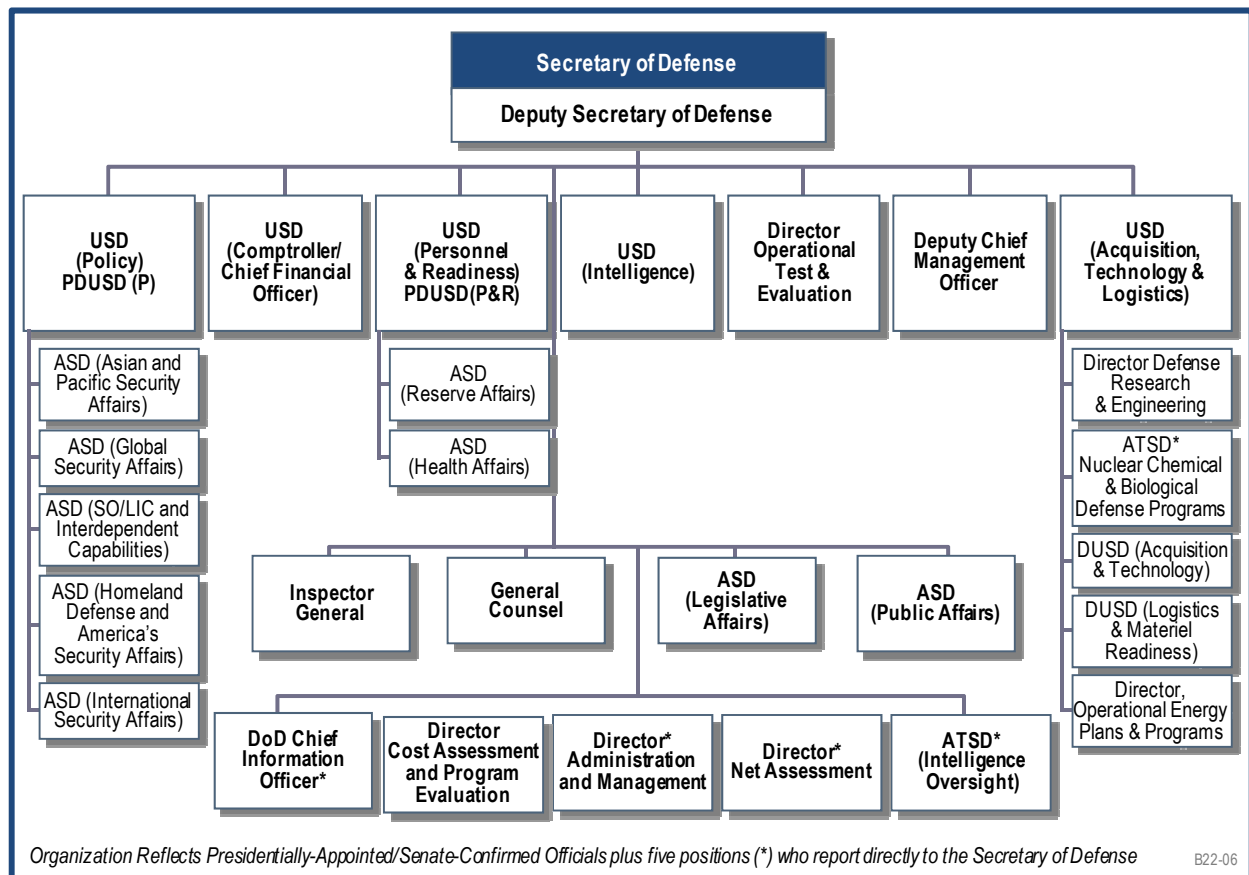 Secretary of Defense
Deputy Secretary of Defense
USD
(Policy)
PDUSD (P)
USD
(Comptroller/
Chief Financial
Officer)
USD
(Personnel
& Readiness)
PDUSD(P&R)
USD
(Intelligence)
Director
Operational
Test &
Evaluation
Deputy Chief
Management
Officer
USD
(Acquisition,
Technology &
Logistics)
ASD (Asian and
Pacific Security
Affairs)
ASD (Global
Security Affairs)
ASD (SO/LIC and
Interdependent
Capabilities)
ASD (Homeland
Defense and
America's
Security Affairs)
ASD (International
Security Affairs)
ASD
(Reserve Affairs)
ASD
(Health Affairs)
Director Defense
Research
& Engineering
ATSD*
Nuclear Chemical
& Biological
Defense Programs
DUSD (Acquisition
& Technology)
DUSD (Logistics
& Materiel
Readiness)
Director,
Operational Energy
Plans & Programs
Inspector
General
General
Counsel
ASD
(Legislative
Affairs)
ASD
(Public Affairs)
DoD Chief
Information
Officer*
Director
Cost Assessment
and Program
Evaluation
Director*
Administration
and Management
Director*
Net Assessment
ATSD*
(Intelligence
Oversight)
Organization Reflects Presidentially-Appointed/Senate-Confirmed Officials plus five positions (*) who report directly to the Secretary of Defense
B22-06